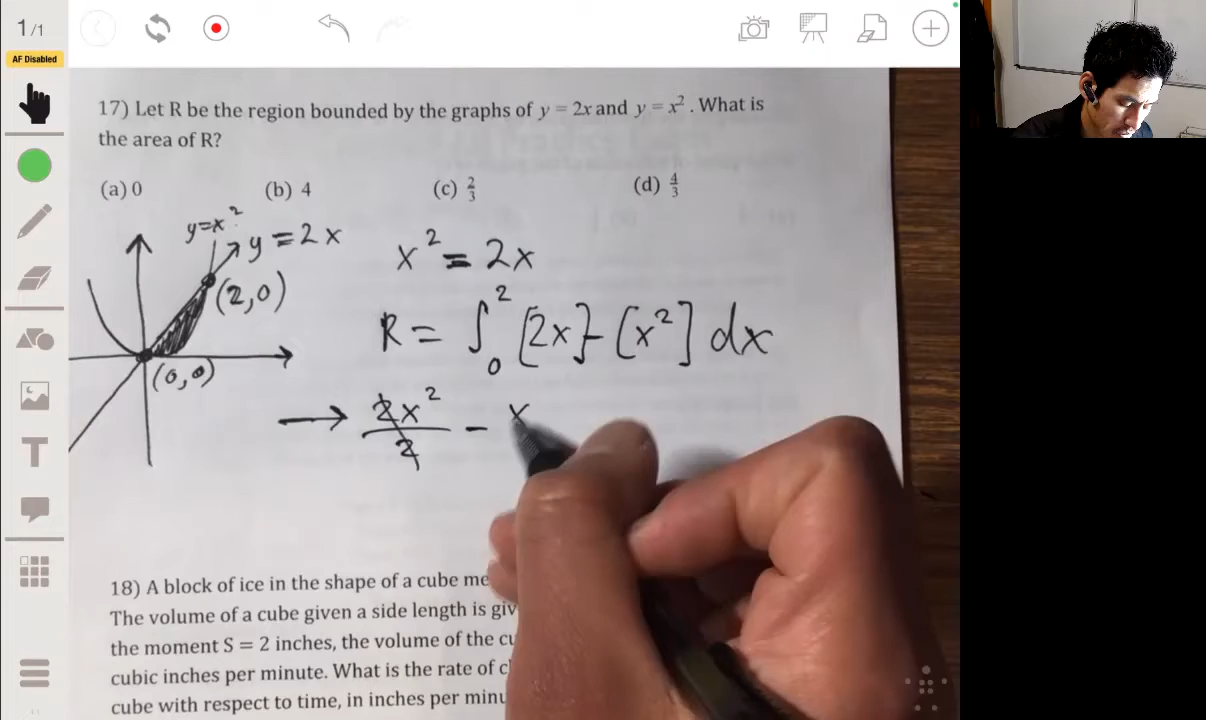 1/1
AF Disabled
17) Let R be the region bounded by the graphs of y = 2x and y = x². What is
the area of R?
(a) 0 (b) 4 (c) 2/3 (d) 4/3
y=x²
y=2x
(2,0)
(0,0)
x² = 2x
R = ∫₀² [2x] - [x²] dx
→ 2x²/2 - x
18) A block of ice in the shape of a cube me
The volume of a cube given a side length is giv
the moment S = 2 inches, the volume of the cu
cubic inches per minute. What is the rate of c
cube with respect to time, in inches per minu
T